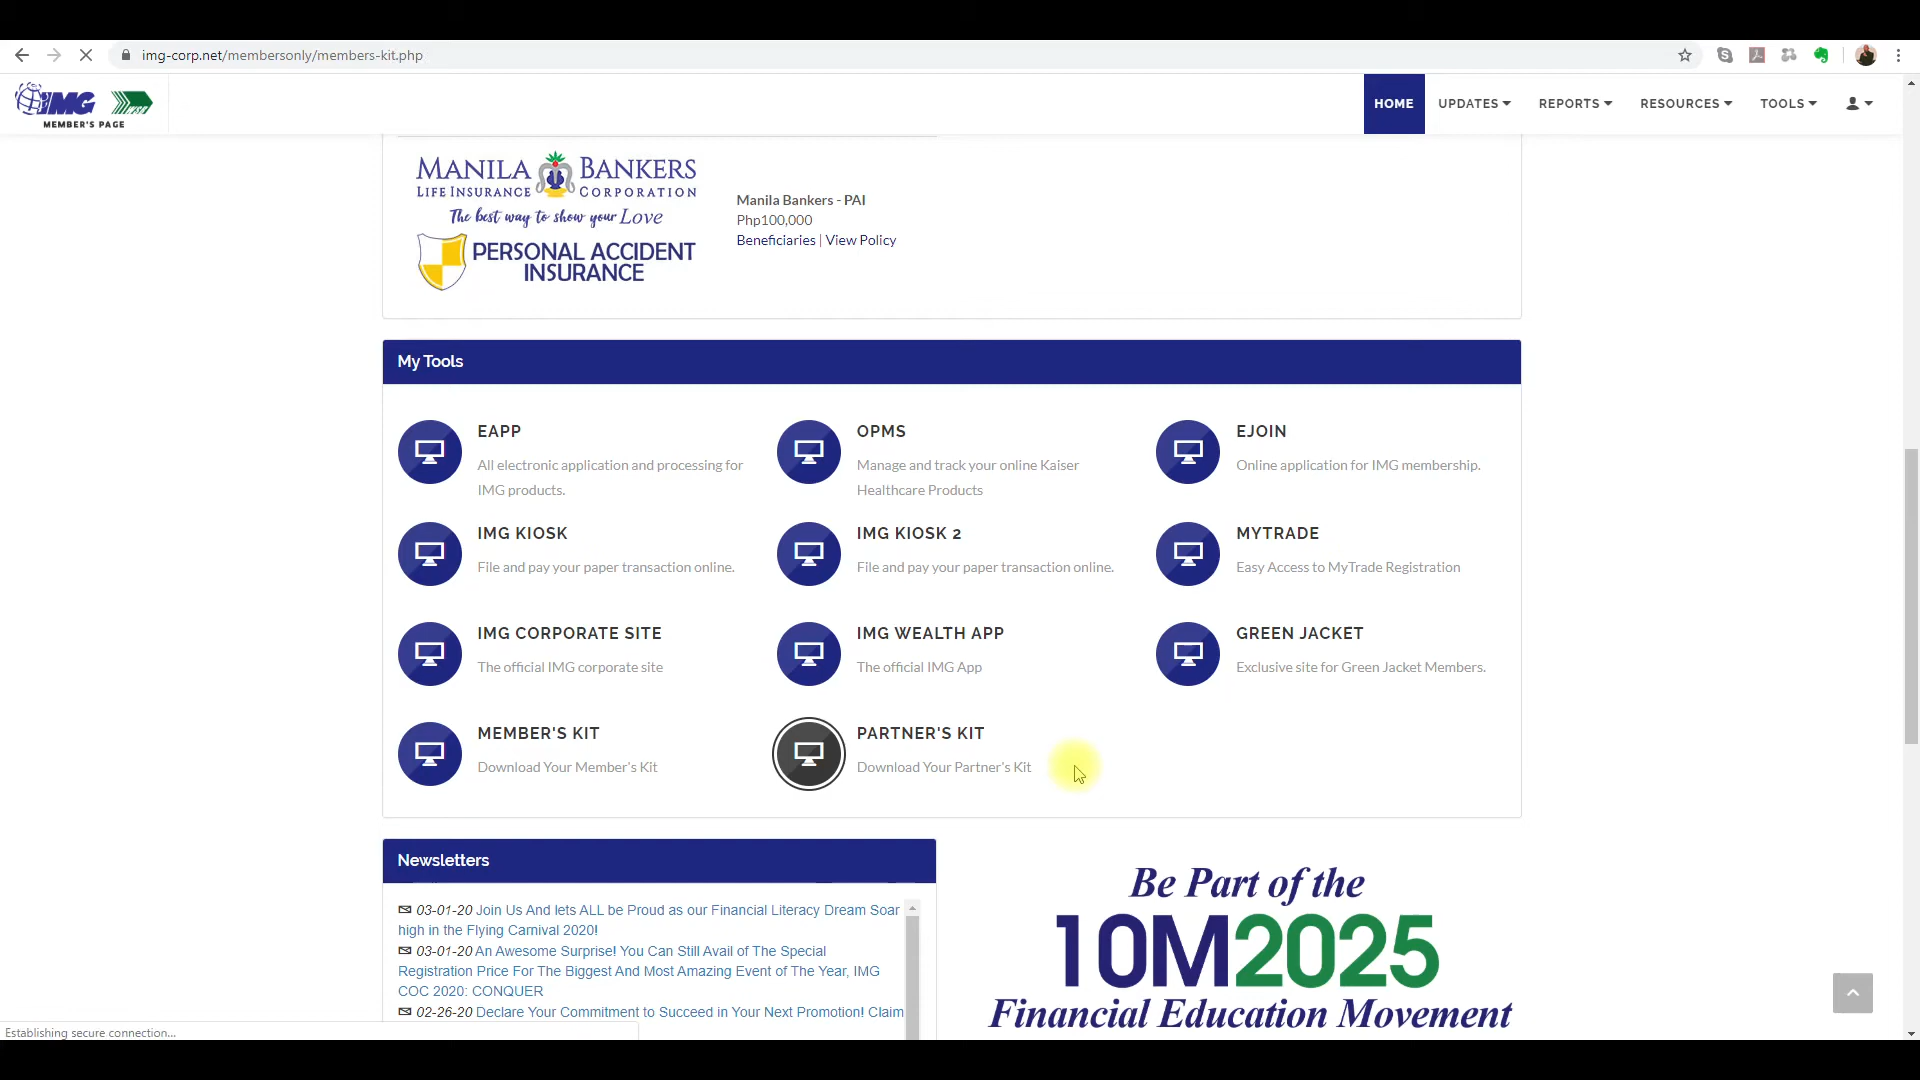 img-corp.net/membersonly/members-kit.php
IMG WSG
MEMBER'S PAGE
HOME
UPDATES
REPORTS
RESOURCES
TOOLS
MANILA BANKERS
LIFE INSURANCE CORPORATION
The best way to show your Love
PERSONAL ACCIDENT
INSURANCE
Manila Bankers - PAI
Php100,000
Beneficiaries | View Policy
My Tools
EAPP
All electronic application and processing for
IMG products.
OPMS
Manage and track your online Kaiser
Healthcare Products
EJOIN
Online application for IMG membership.
IMG KIOSK
File and pay your paper transaction online.
IMG KIOSK 2
File and pay your paper transaction online.
MYTRADE
Easy Access to MyTrade Registration
IMG CORPORATE SITE
The official IMG corporate site
IMG WEALTH APP
The official IMG App
GREEN JACKET
Exclusive site for Green Jacket Members.
MEMBER'S KIT
Download Your Member's Kit
PARTNER'S KIT
Download Your Partner's Kit
Newsletters
03-01-20 Join Us And lets ALL be Proud as our Financial Literacy Dream Soar
high in the Flying Carnival 2020!
03-01-20 An Awesome Surprise! You Can Still Avail of The Special
Registration Price For The Biggest And Most Amazing Event of The Year, IMG
COC 2020: CONQUER
02-26-20 Declare Your Commitment to Succeed in Your Next Promotion! Claim
Be Part of the
10M2025
Financial Education Movement
Establishing secure connection...